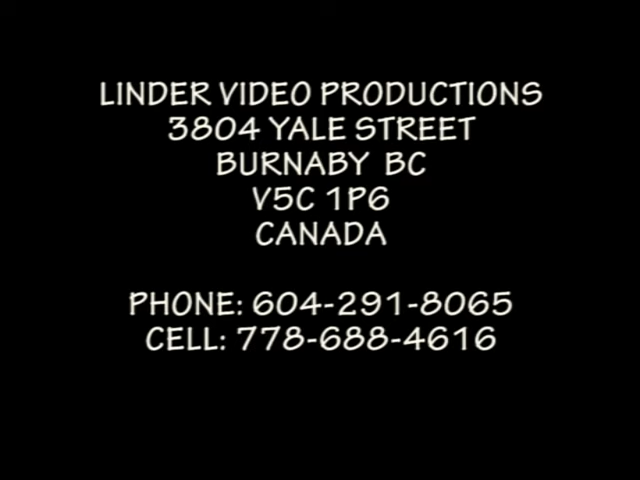 LINDER VIDEO PRODUCTIONS
3804 YALE STREET
BURNABY BC
V5C 1P6
CANADA
PHONE: 604-291-8065
CELL: 778-688-4616